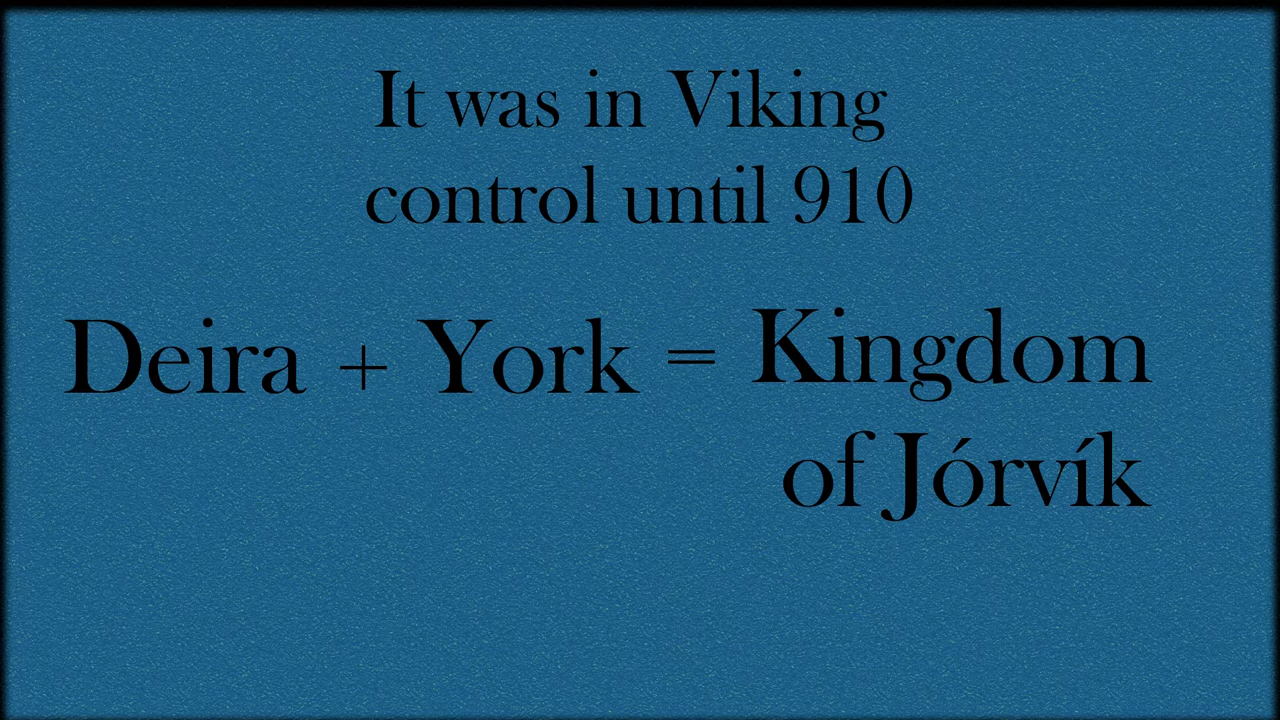 It was in Viking
control until 910
Deira + York = Kingdom
of Jórvík